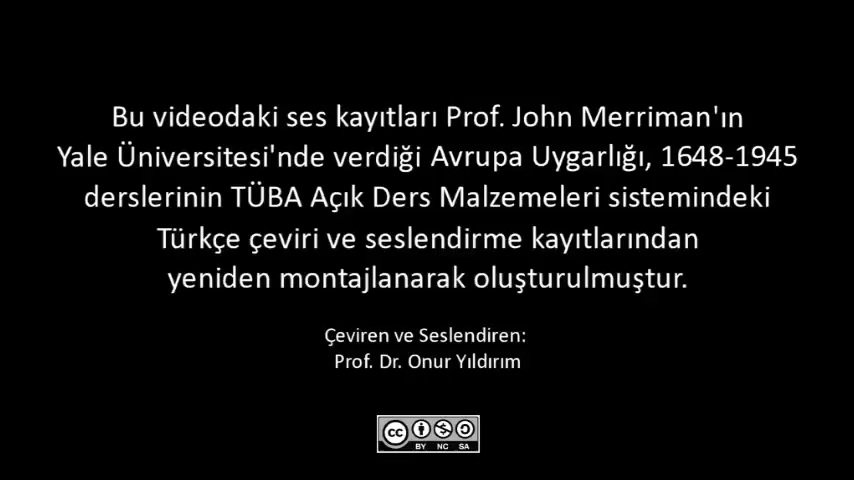 Bu videodaki ses kayıtları Prof. John Merriman'ın
Yale Üniversitesi'nde verdiği Avrupa Uygarlığı, 1648-1945
derslerinin TÜBA Açık Ders Malzemeleri sistemindeki
Türkçe çeviri ve seslendirme kayıtlarından
yeniden montajlanarak oluşturulmuştur.
Çeviren ve Seslendiren:
Prof. Dr. Onur Yıldırım
cc BY NC SA